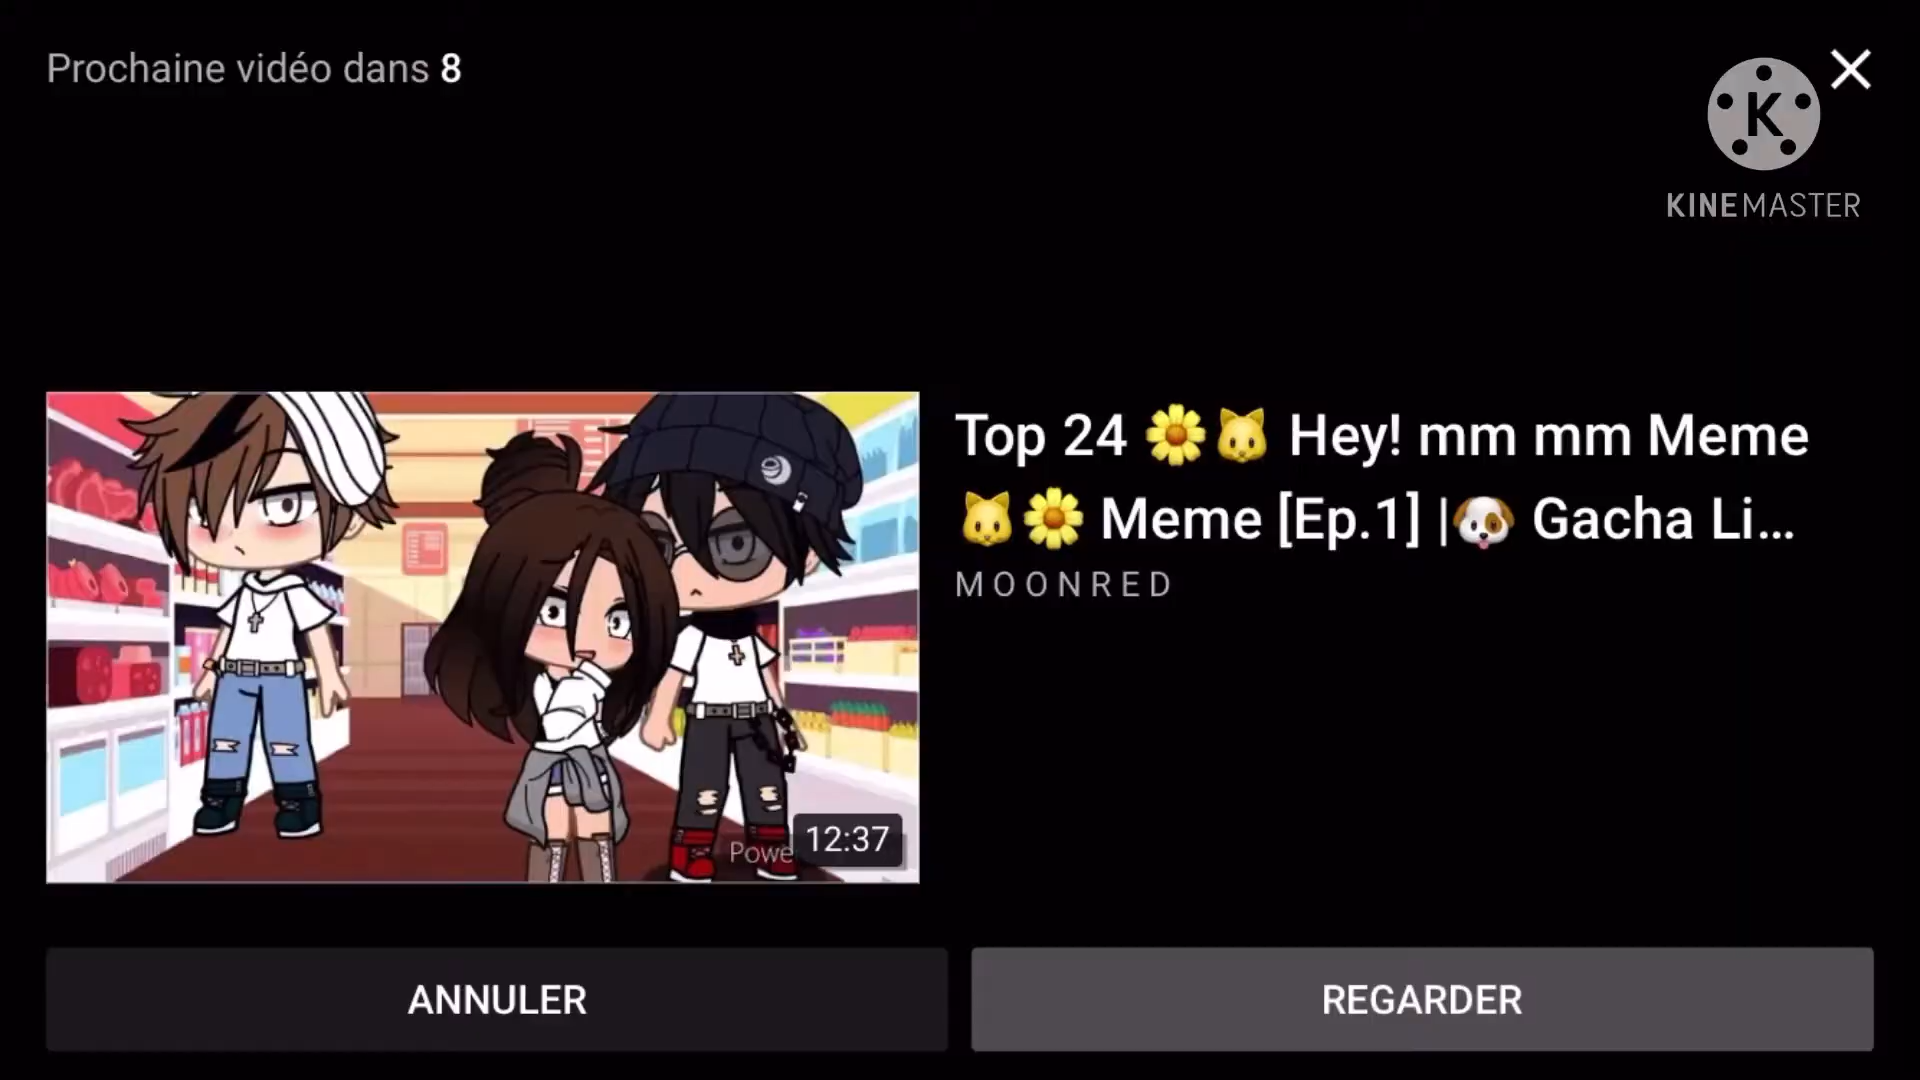 Prochaine vidéo dans 8
K
KINEMASTER
Top 24 🌼🐱 Hey! mm mm Meme
🐱🌼 Meme [Ep.1] |🐶 Gacha Li...
MOONRED
Powe
12:37
ANNULER
REGARDER